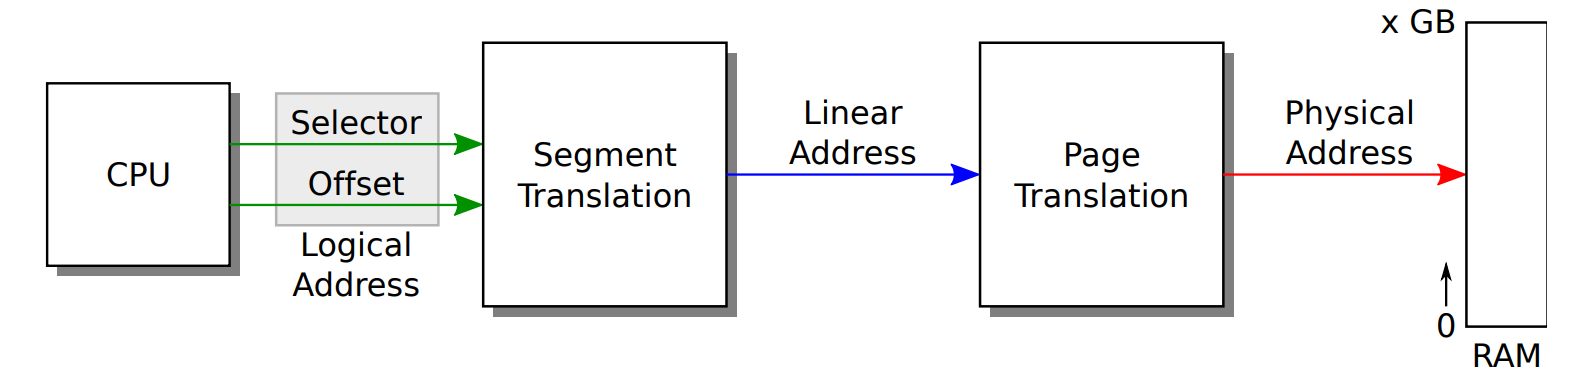 CPU
Selector
Offset
Logical
Address
Segment
Translation
Linear
Address
Page
Translation
Physical
Address
x GB
0
RAM